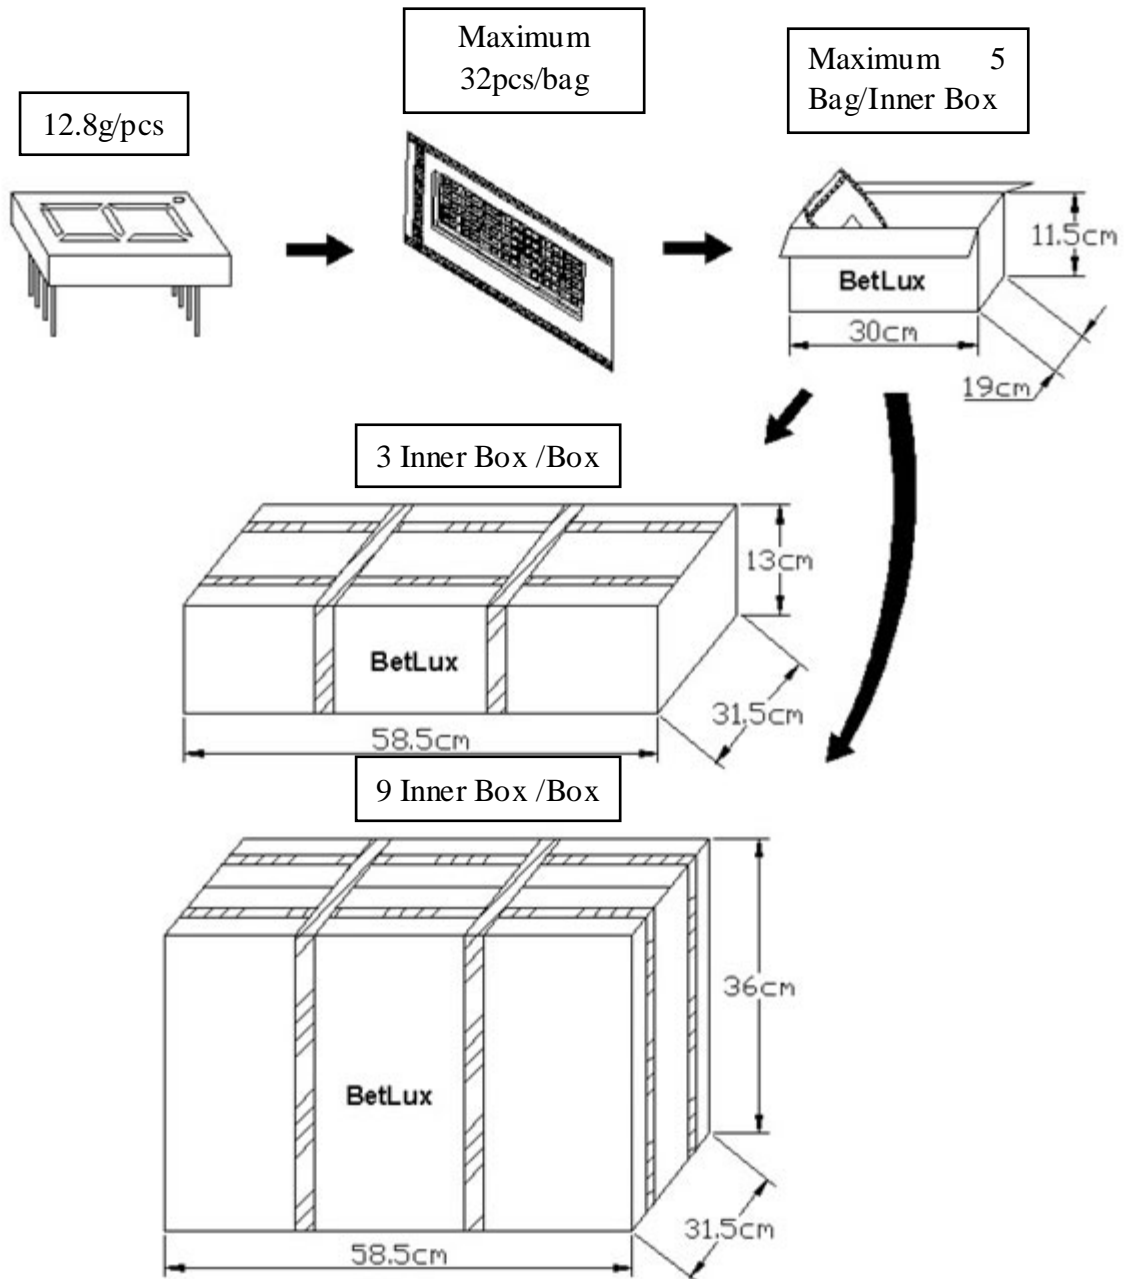 Maximum
32pcs/bag
Maximum 5
Bag/Inner Box
12.8g/pcs
11.5cm
BetLux
30cm
19cm
3 Inner Box /Box
13cm
BetLux
31.5cm
58.5cm
9 Inner Box /Box
36cm
BetLux
31.5cm
58.5cm